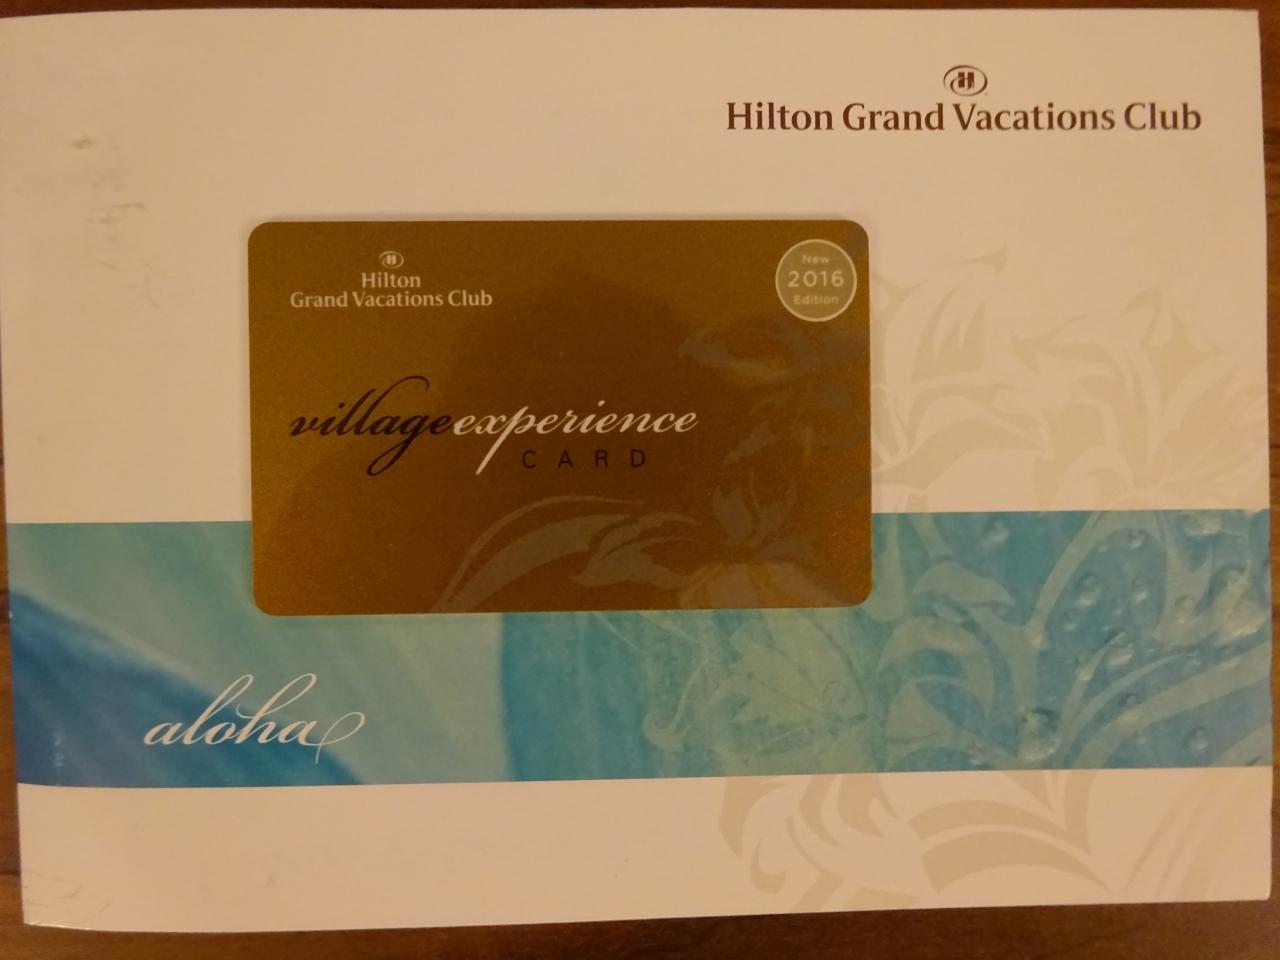 Hilton Grand Vacations Club
Hilton
Grand Vacations Club
New
2016
Edition
villageexperience
CARD
aloha